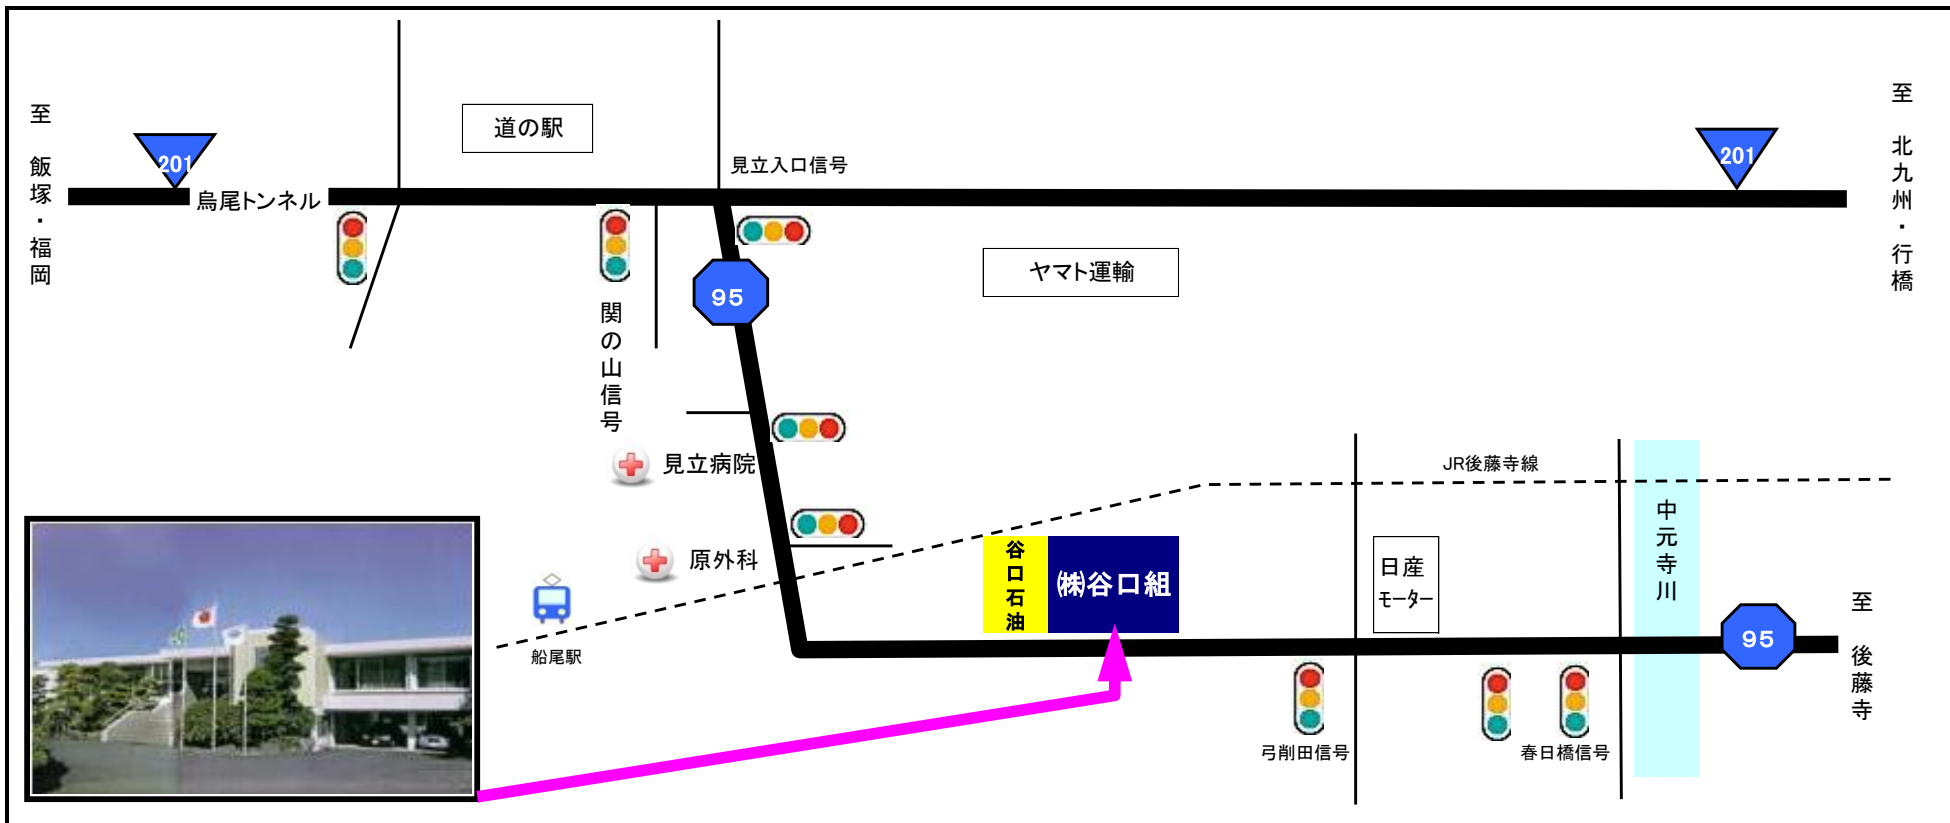 至 飯塚・福岡
201
烏尾トンネル
道の駅
見立入口信号
201
至 北九州・行橋
関の山信号
95
ヤマト運輸
見立病院
原外科
船尾駅
JR後藤寺線
谷口石油
㈱谷口組
日産
モーター
中元寺川
95
至 後藤寺
弓削田信号
春日橋信号